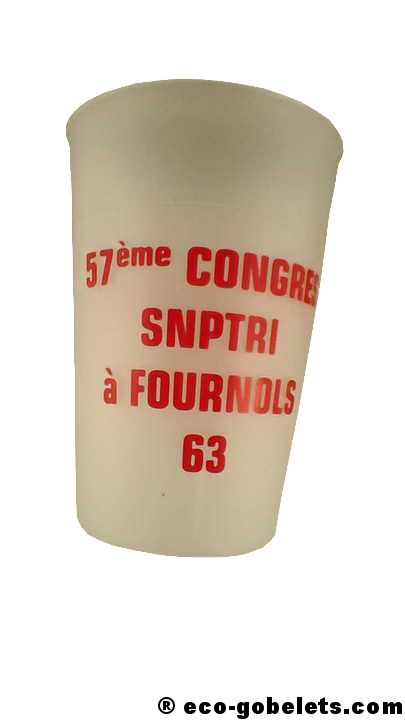 57ème CONGRES
SNPTRI
à FOURNOLS
63
® eco-gobelets.com